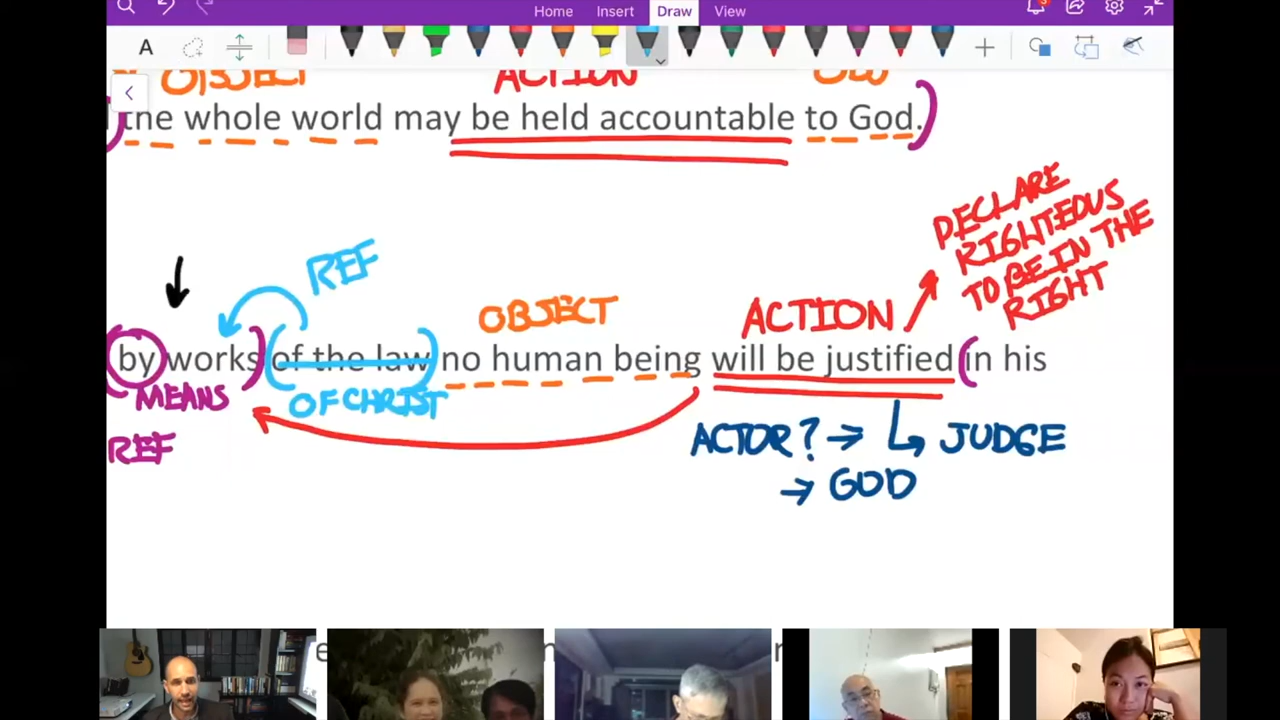 Home Insert Draw View
A
OBJECT ACTION
the whole world may be held accountable to God.
DECLARE
RIGHTEOUS
TO BE IN THE
RIGHT
REF
OBJECT
ACTION
by works of the law no human being will be justified in his
MEANS
OF CHRIST
REF
ACTOR? → JUDGE
→ GOD